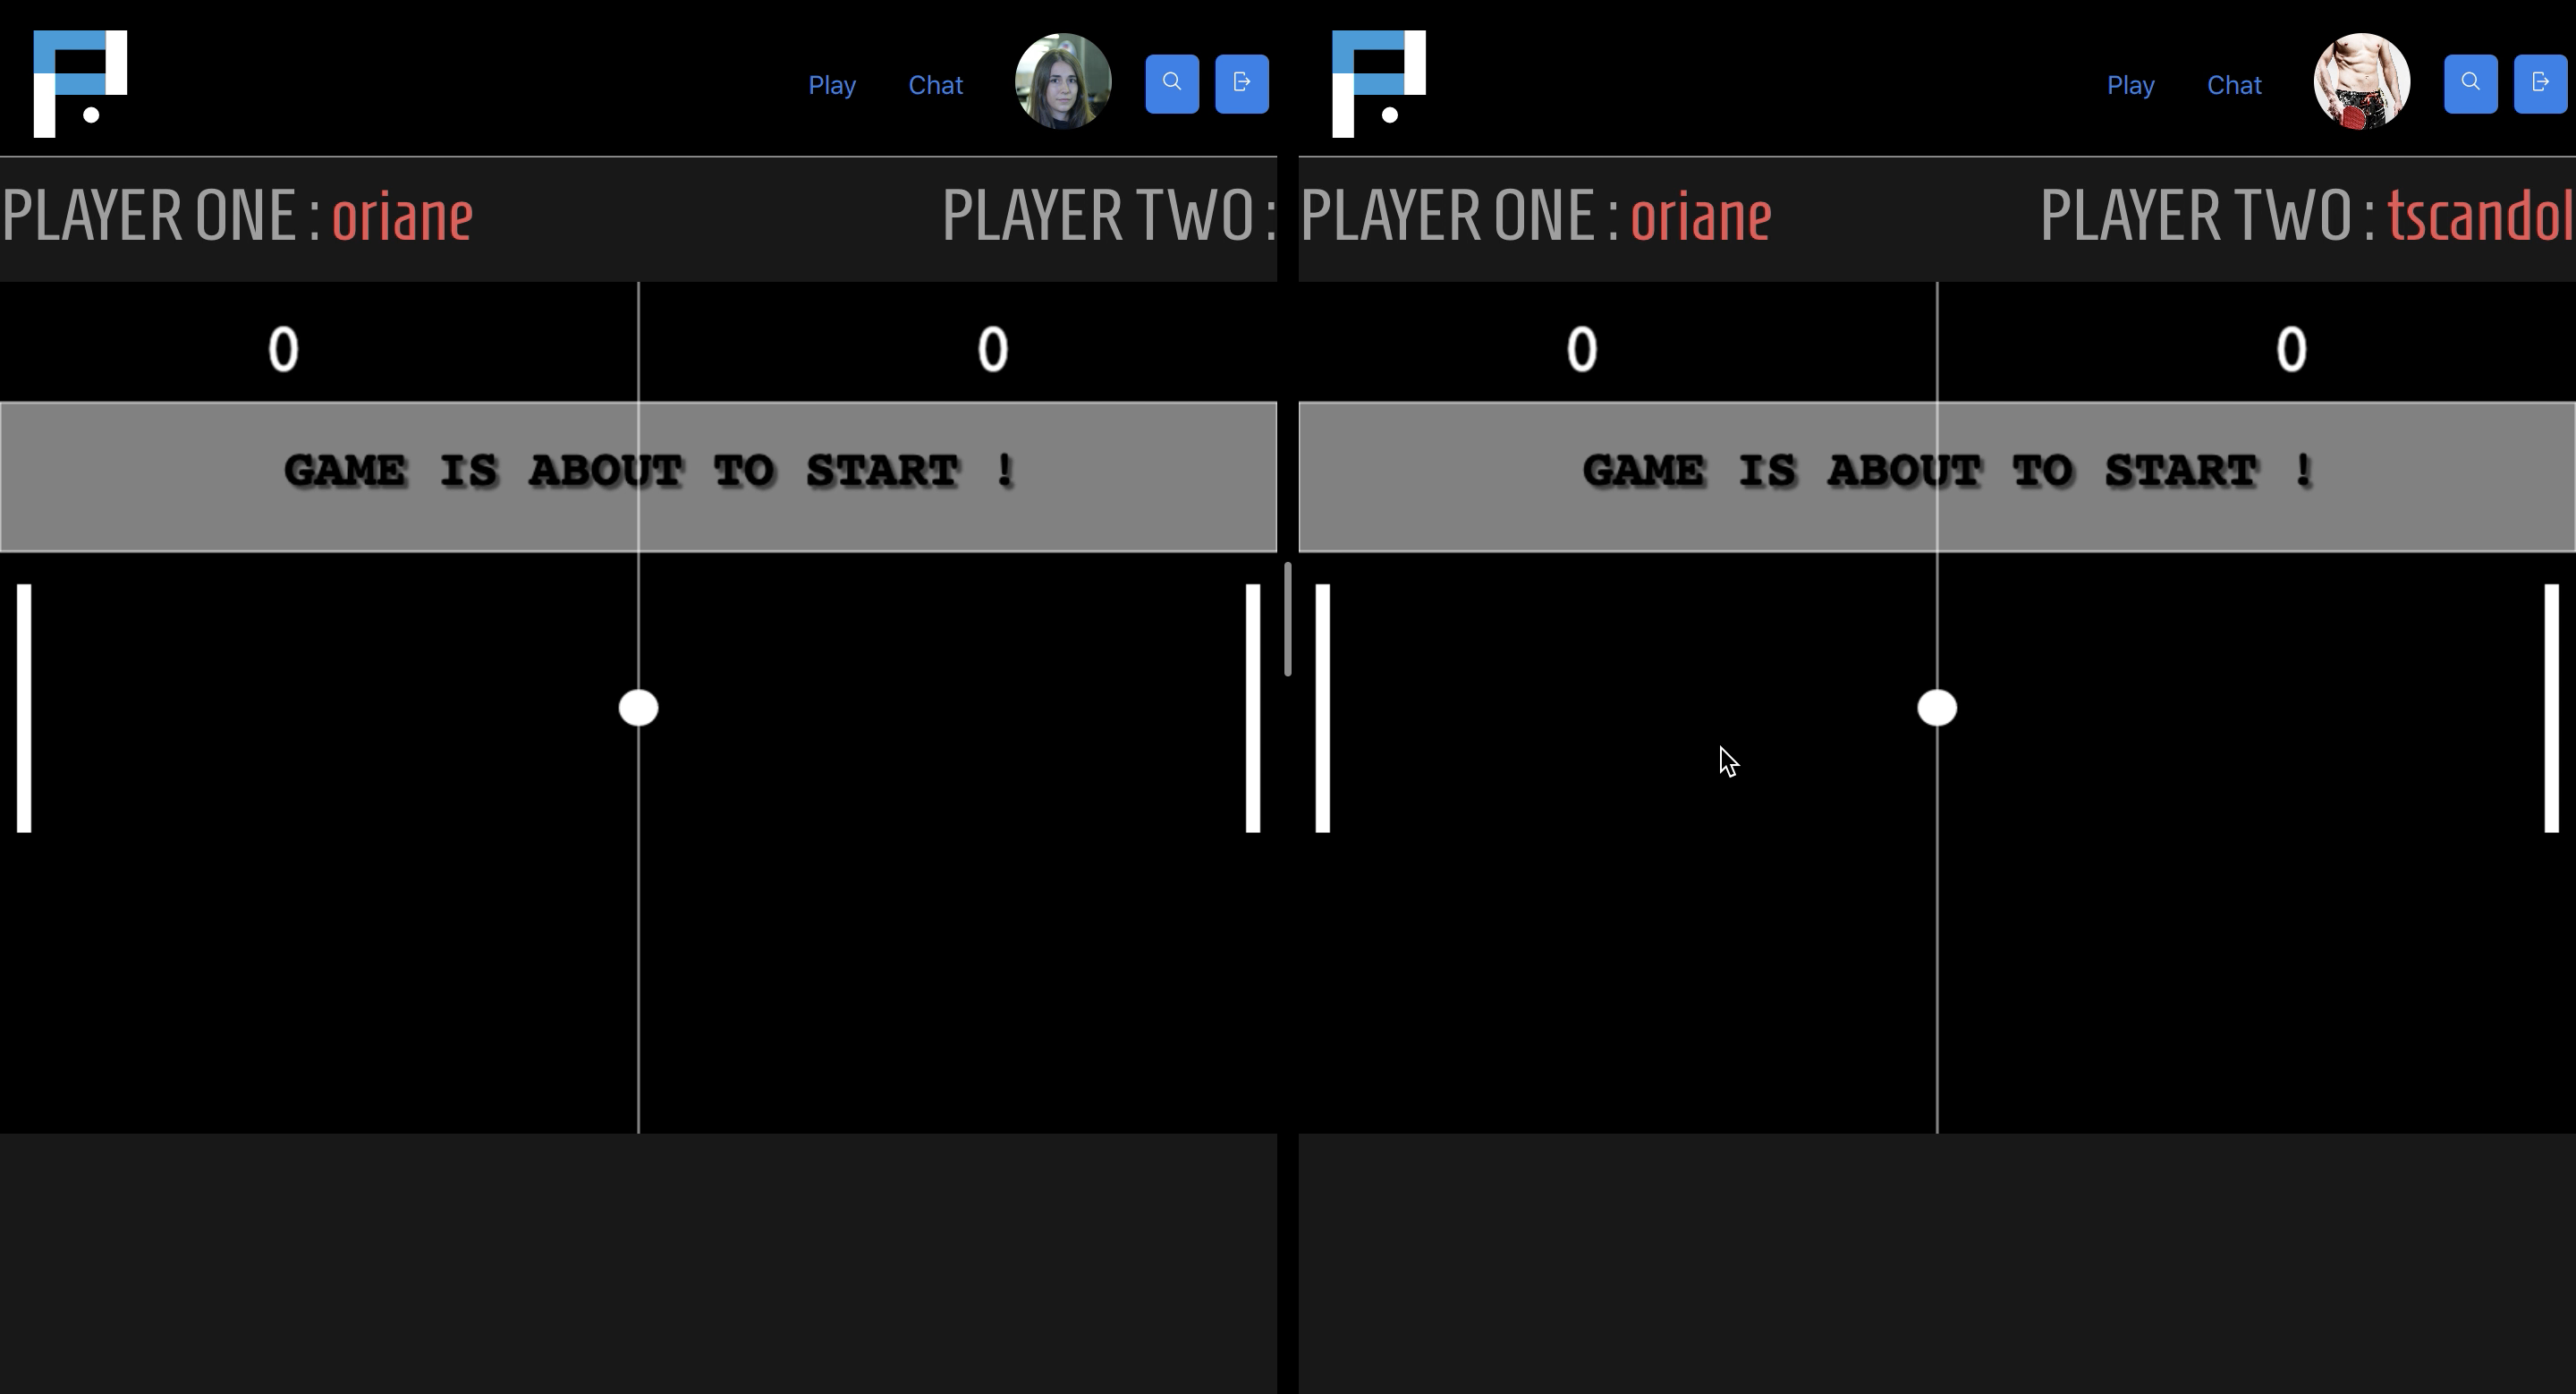 Play Chat
PLAYER ONE : oriane PLAYER TWO :
0 0
GAME IS ABOUT TO START !
Play Chat
PLAYER ONE : oriane PLAYER TWO : tscandol
0 0
GAME IS ABOUT TO START !